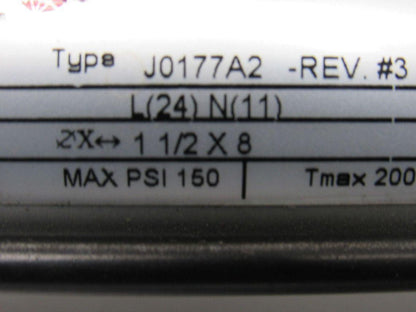 Type J0177A2 -REV. #3
L(24) N(11)
⌀X↔ 1 1/2 X 8
MAX PSI 150 Tmax 200